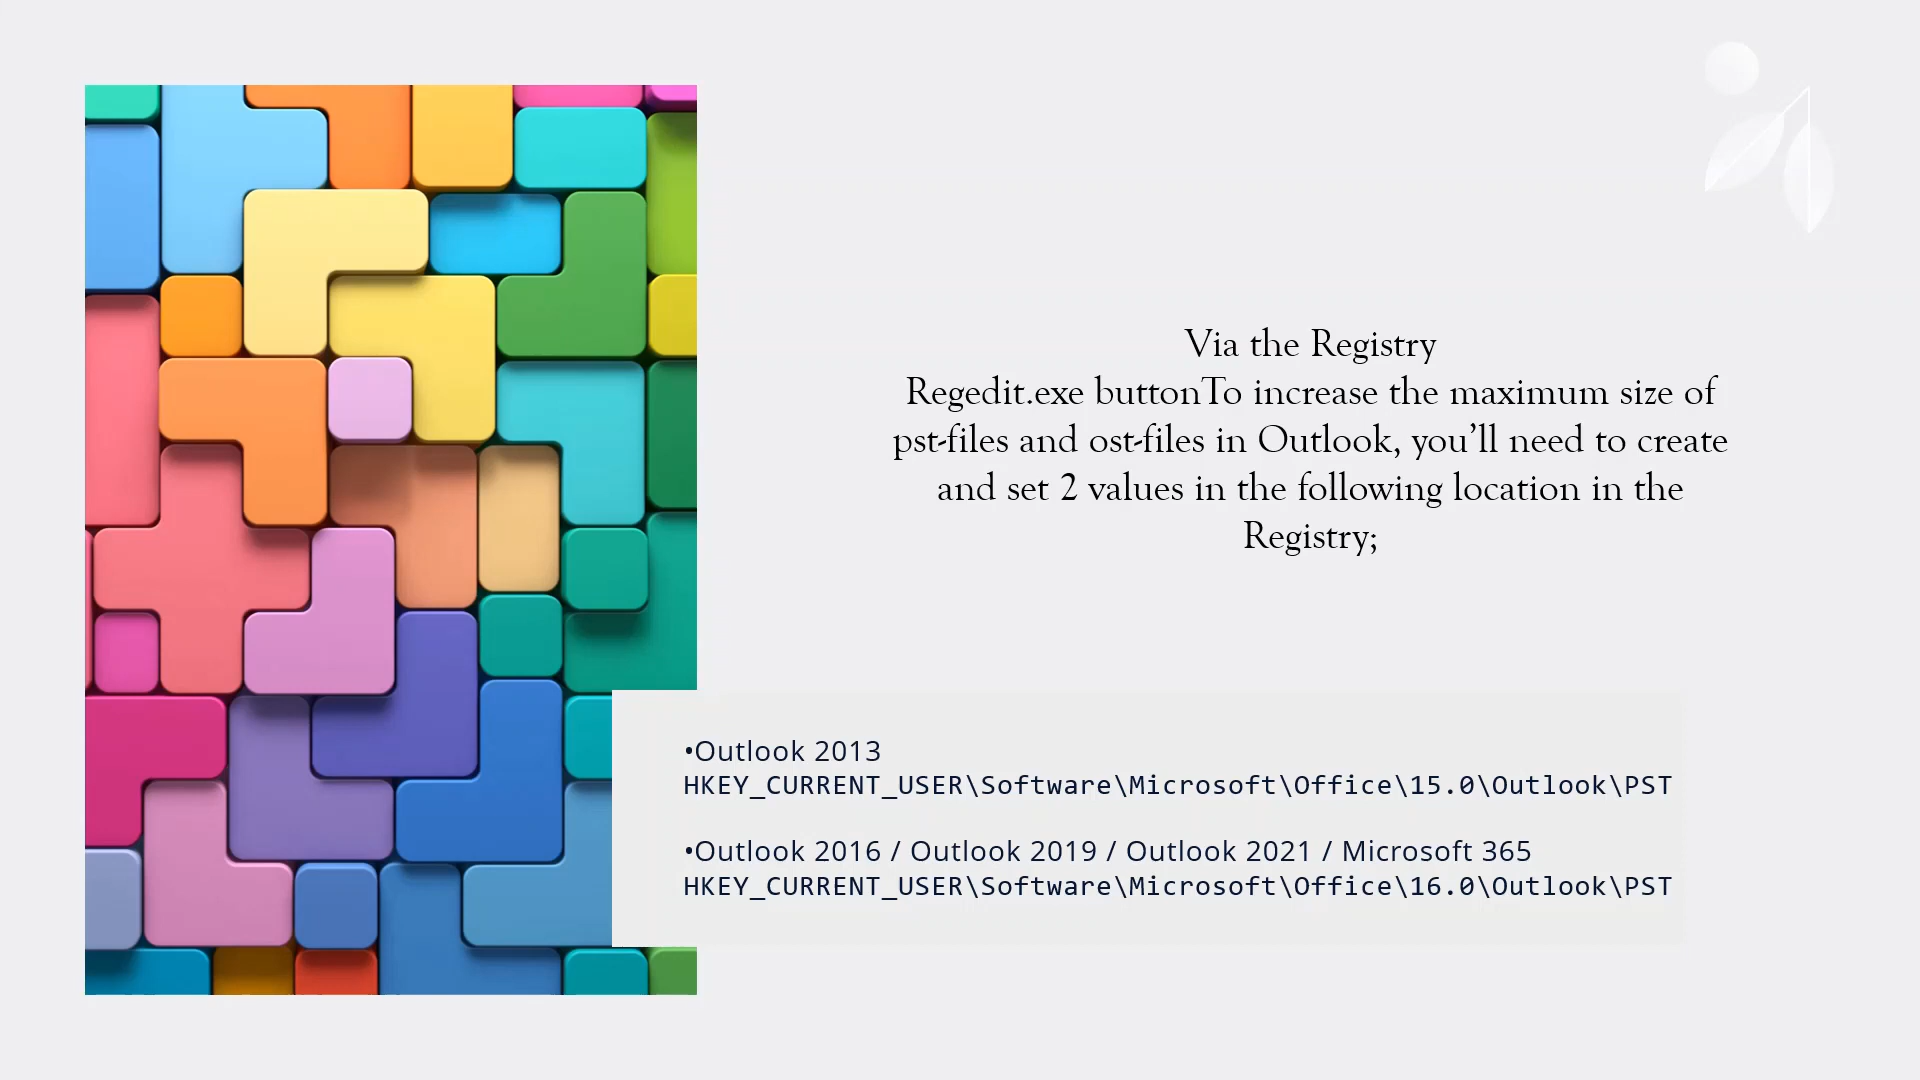 Via the Registry
Regedit.exe buttonTo increase the maximum size of
pst-files and ost-files in Outlook, you’ll need to create
and set 2 values in the following location in the
Registry;
•Outlook 2013
HKEY_CURRENT_USER\Software\Microsoft\Office\15.0\Outlook\PST
•Outlook 2016 / Outlook 2019 / Outlook 2021 / Microsoft 365
HKEY_CURRENT_USER\Software\Microsoft\Office\16.0\Outlook\PST